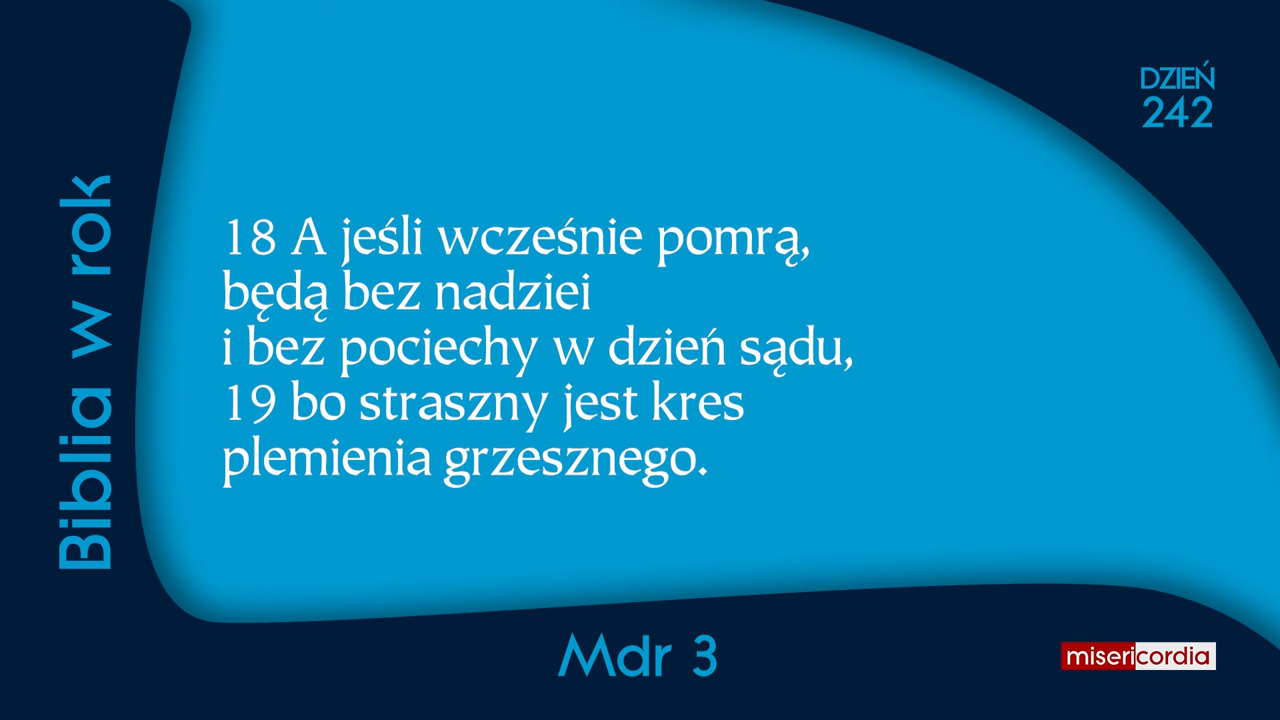 DZIEŃ
242
Biblia w rok
18 A jeśli wcześnie pomrą,
będą bez nadziei
i bez pociechy w dzień sądu,
19 bo straszny jest kres
plemienia grzesznego.
Mdr 3
misericordia